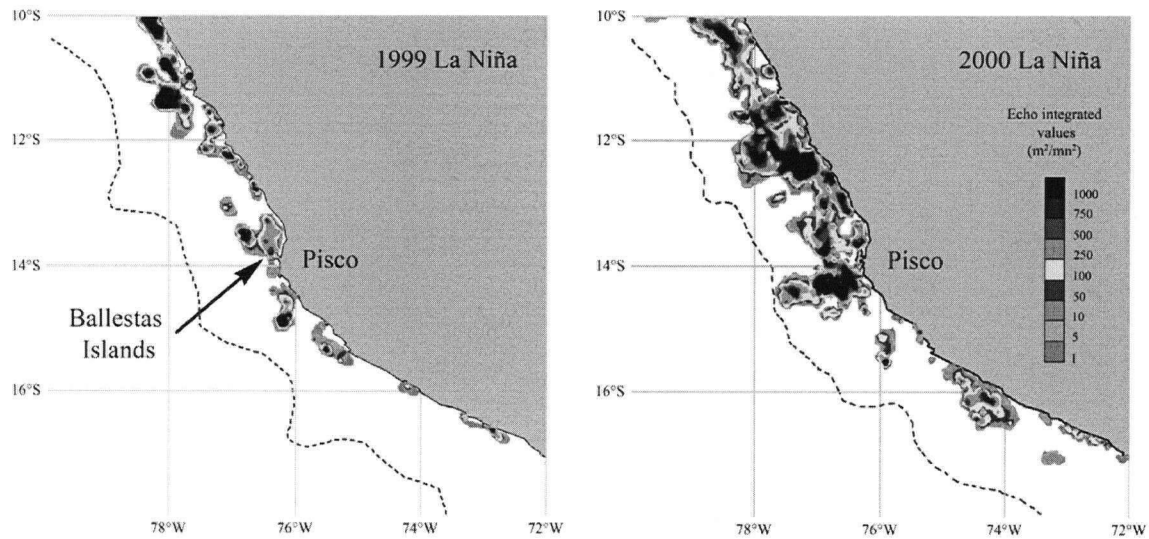 10°S
1999 La Niña
12°S
14°S
Pisco
Ballestas
Islands
16°S
78°W
76°W
74°W
72°W
10°S
2000 La Niña
Echo integrated
values
(m²/mn²)
12°S
1000
750
500
250
100
50
10
5
1
14°S
Pisco
16°S
78°W
76°W
74°W
72°W